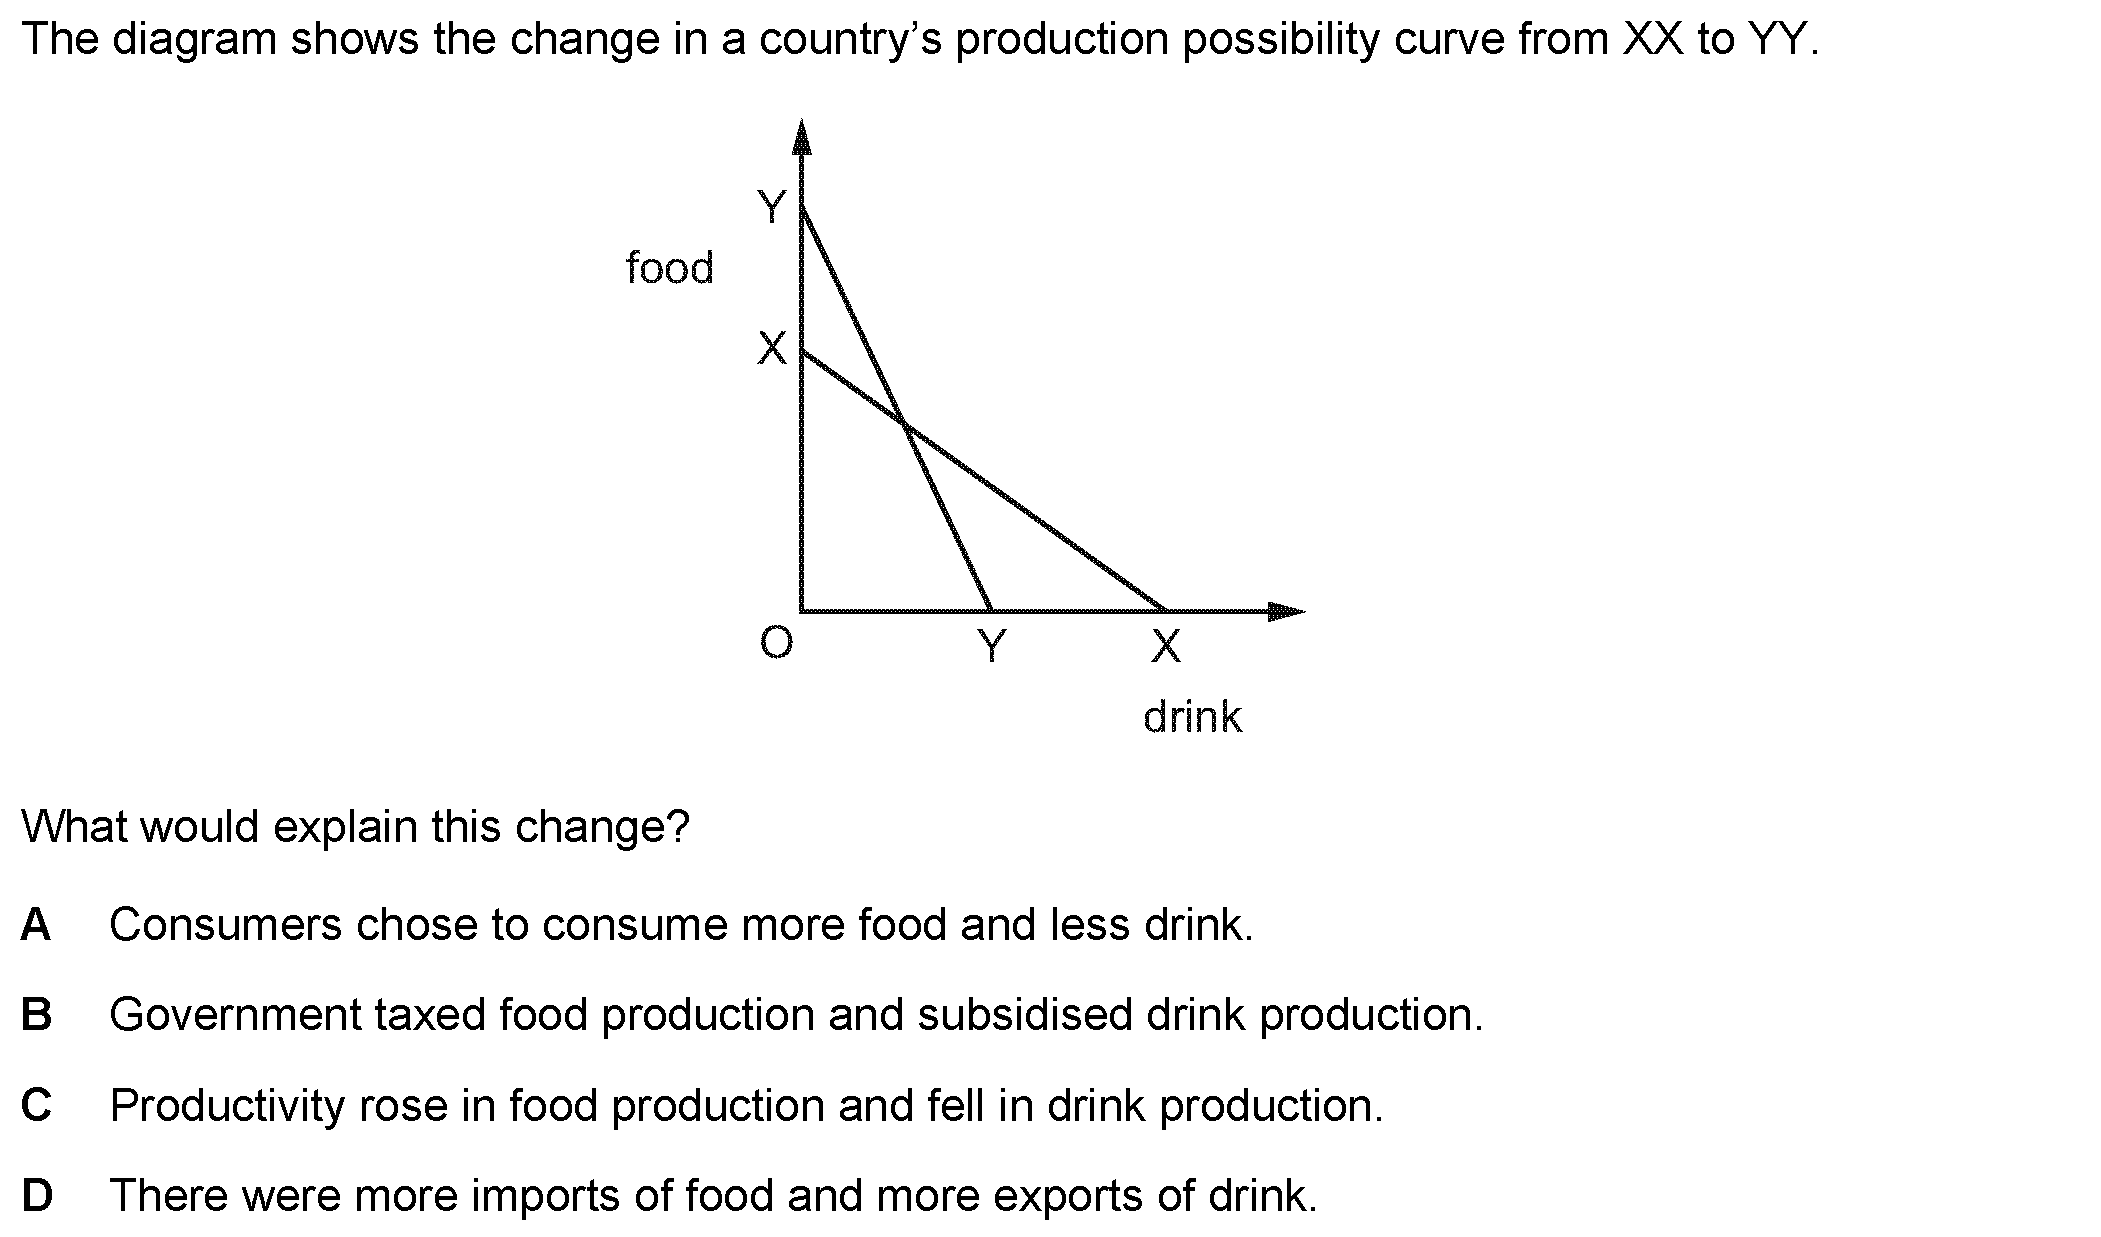 The diagram shows the change in a country’s production possibility curve from XX to YY.
Y
food
X
O
Y
X
drink
What would explain this change?
A Consumers chose to consume more food and less drink.
B Government taxed food production and subsidised drink production.
C Productivity rose in food production and fell in drink production.
D There were more imports of food and more exports of drink.